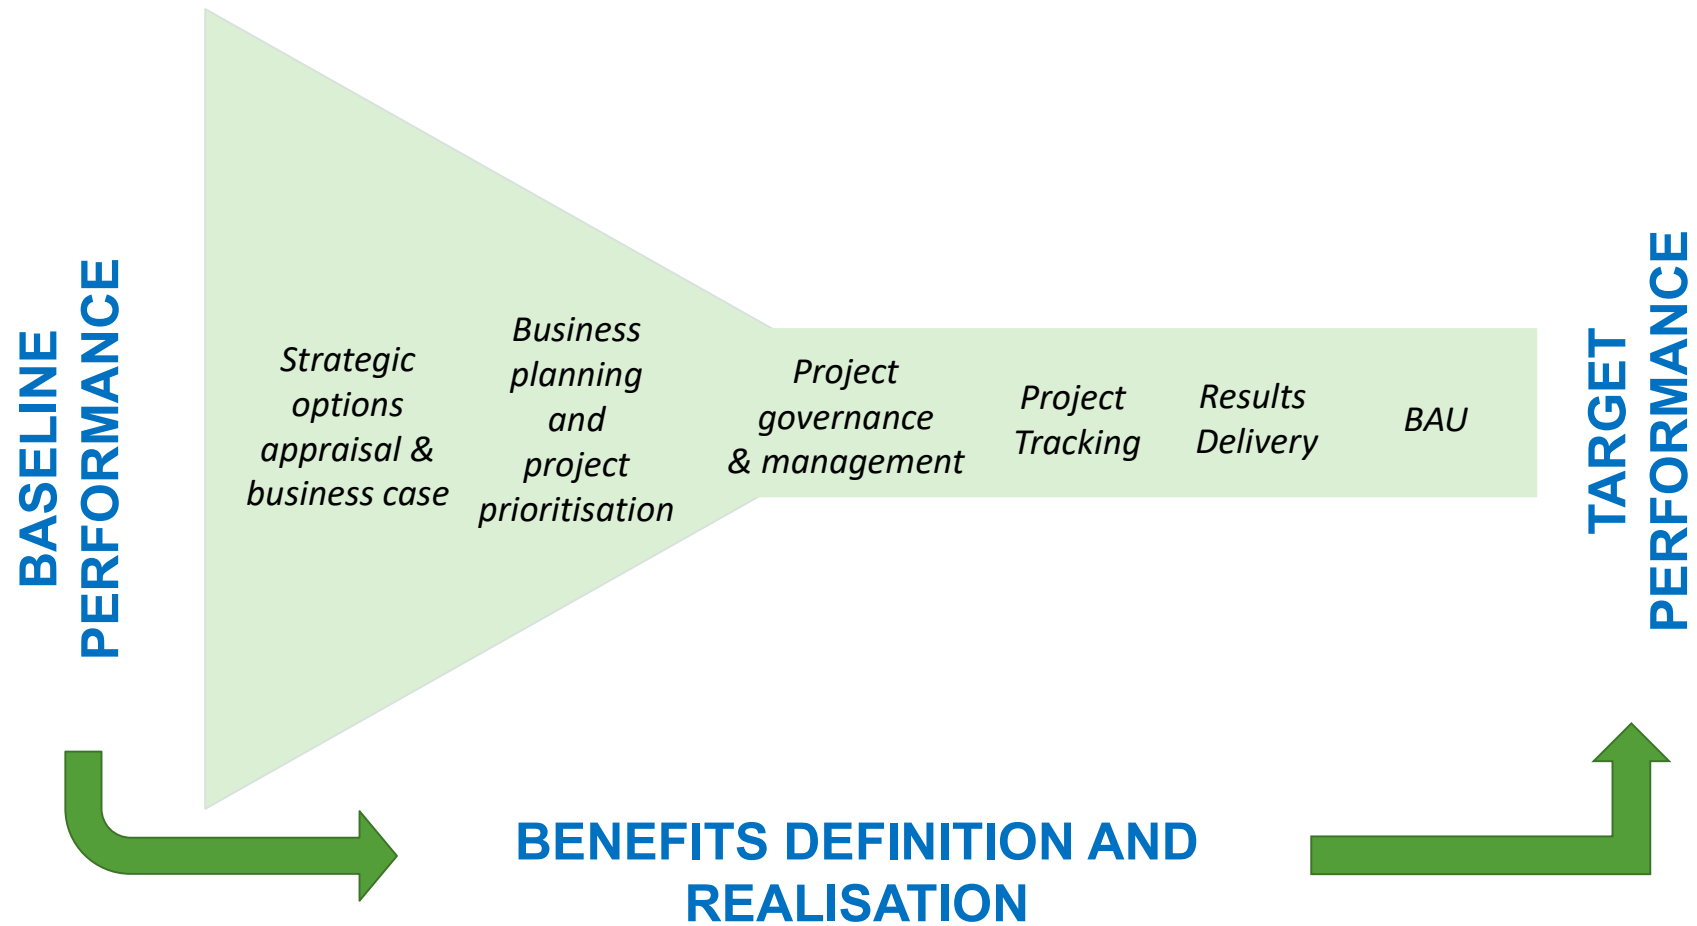 BASELINE
PERFORMANCE
Strategic
options
appraisal &
business case
Business
planning
and
project
prioritisation
Project
governance
& management
Project
Tracking
Results
Delivery
BAU
TARGET
PERFORMANCE
BENEFITS DEFINITION AND
REALISATION